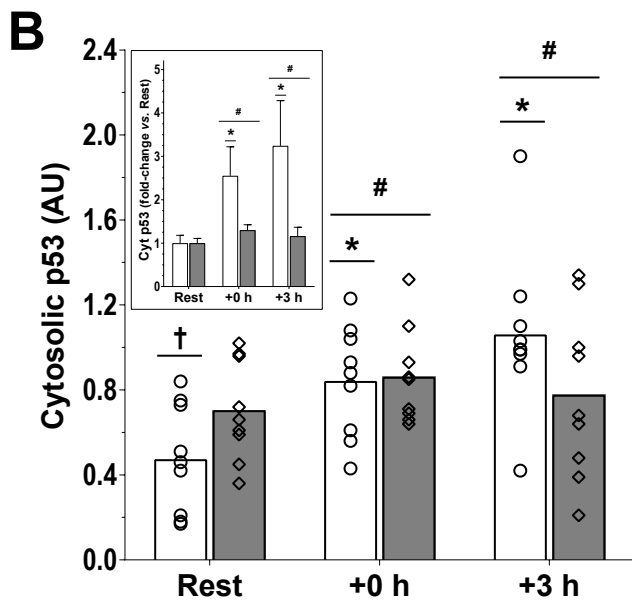 B
Cytosolic p53 (AU)
2.4
2.0
1.6
1.2
0.8
0.4
0.0
Cyt p53 (fold-change vs. Rest)
5
4
3
2
1
0
#
*
#
*
Rest
+0 h
+3 h
†
#
*
#
*
Rest
+0 h
+3 h